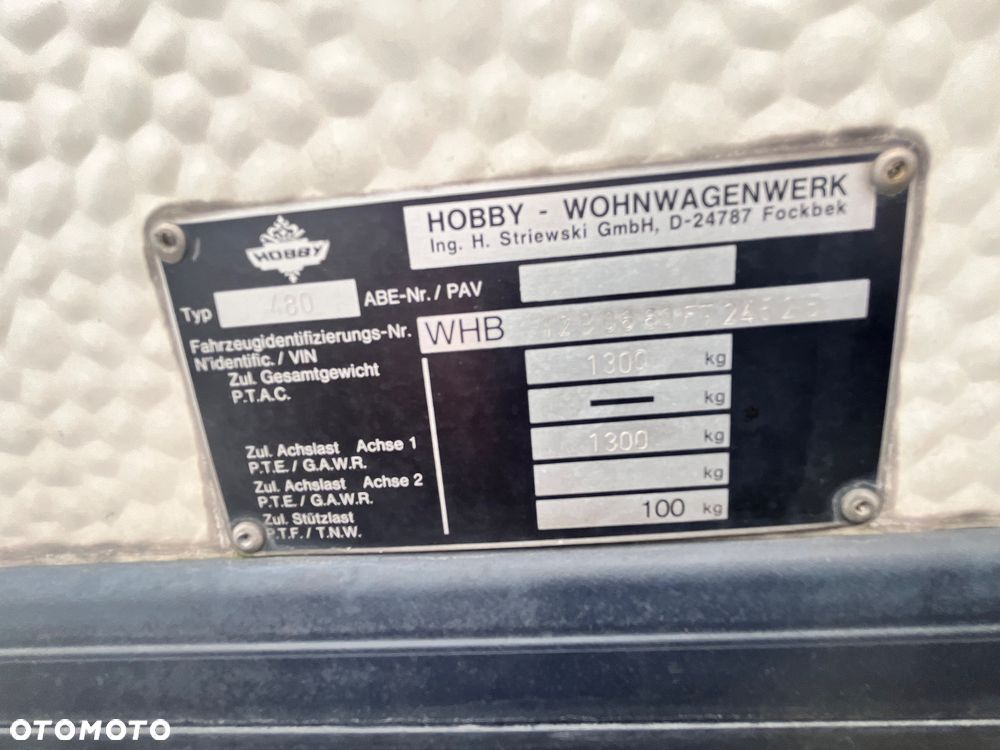 HOBBY
HOBBY - WOHNWAGENWERK
Ing. H. Striewski GmbH, D-24787 Fockbek
Typ 480 ABE-Nr. / PAV
Fahrzeugidentifizierungs-Nr. WHB
N'identific. / VIN
Zul. Gesamtgewicht 1300 kg
P.T.A.C. — kg
Zul. Achslast Achse 1 1300 kg
P.T.E. / G.A.W.R.
Zul. Achslast Achse 2 kg
P.T.E. / G.A.W.R.
Zul. Stützlast 100 kg
P.T.F. / T.N.W.
OTOMOTO